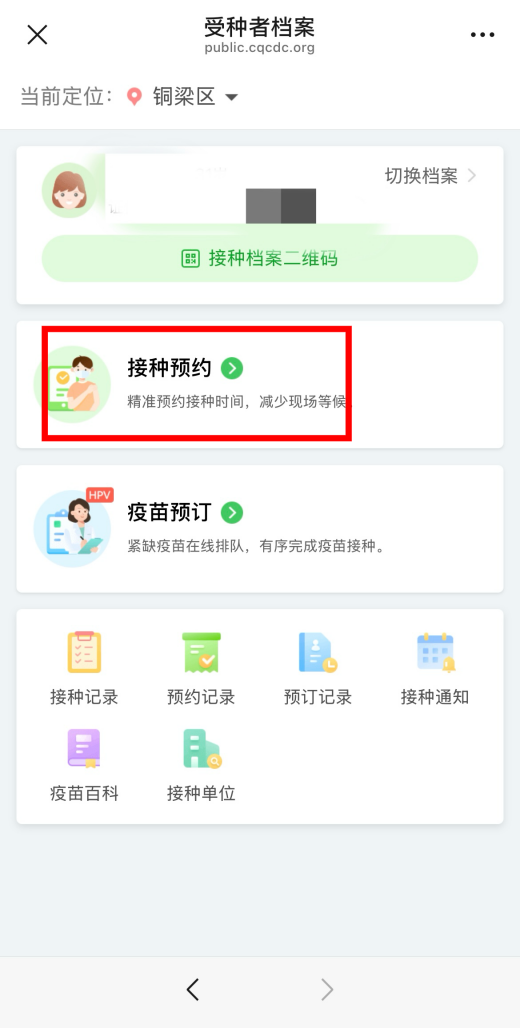 受种者档案
public.cqcdc.org
当前定位：铜梁区
切换档案
接种档案二维码
接种预约
精准预约接种时间，减少现场等候
HPV
疫苗预订
紧缺疫苗在线排队，有序完成疫苗接种。
接种记录 预约记录 预订记录 接种通知
疫苗百科 接种单位